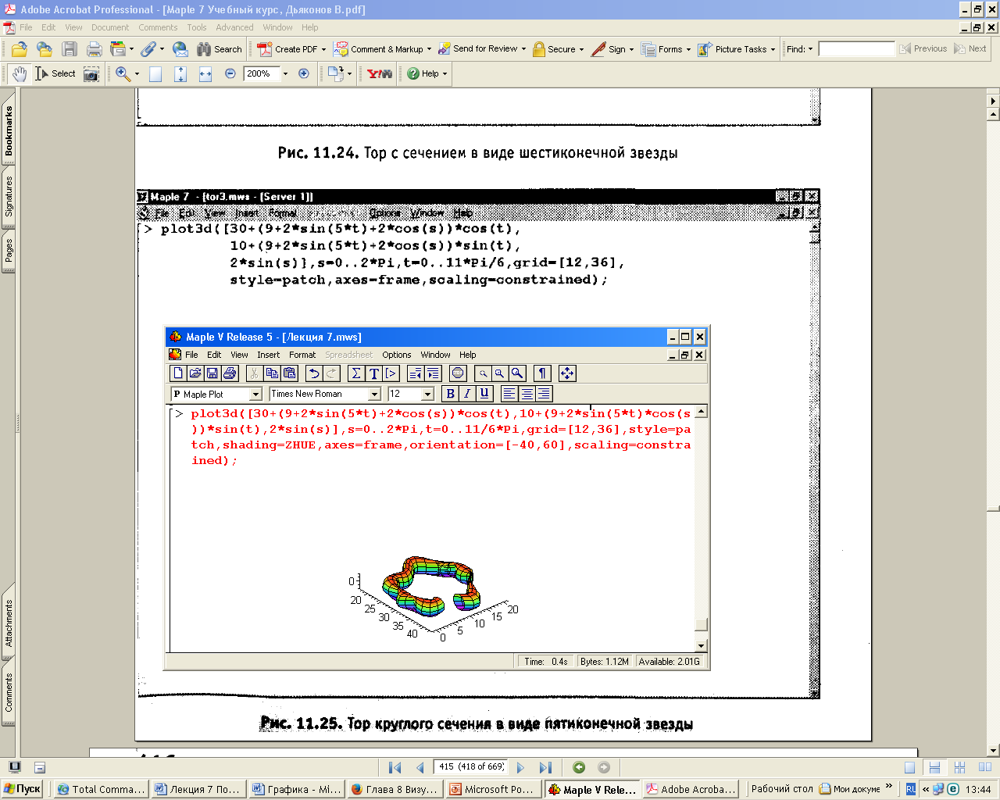 Adobe Acrobat Professional - [Maple 7 Учебный курс, Дьяконов В.pdf]
File Edit View Document Comments Tools Advanced Window Help
Search Create PDF Comment & Markup Send for Review Secure Sign Forms Picture Tasks Find: Previous Next
Select 200% Y! Help
Bookmarks
Signatures
Pages
Attachments
Comments
Рис. 11.24. Тор с сечением в виде шестиконечной звезды
Maple 7 - [tor3.mws - [Server 1]]
File Edit View Insert Format Options Window Help
> plot3d([30+(9+2*sin(5*t)+2*cos(s))*cos(t),
10+(9+2*sin(5*t)+2*cos(s))*sin(t),
2*sin(s)],s=0..2*Pi,t=0..11*Pi/6,grid=[12,36],
style=patch,axes=frame,scaling=constrained);
Maple V Release 5 - [Лекция 7.mws]
File Edit View Insert Format Spreadsheet Options Window Help
P Maple Plot Times New Roman 12 B I u
> plot3d([30+(9+2*sin(5*t)+2*cos(s))*cos(t),10+(9+2*sin(5*t)*cos(s
))*sin(t),2*sin(s)],s=0..2*Pi,t=0..11/6*Pi,grid=[12,36],style=pa
tch,shading=ZHUE,axes=frame,orientation=[-40,60],scaling=constra
ined);
0
20 25 30 35 40
0 5 10 15 20
Time: 0.4s Bytes: 1.12M Available: 2.01G
Рис. 11.25. Тор круглого сечения в виде пятиконечной звезды
415 (418 of 669)
Пуск Total Comma... Лекция 7 По... Графика - Mi... Глава 8 Визу... Microsoft Po... Maple V Rele... Adobe Acroba... Рабочий стол Мои докуме » RU « 13:44